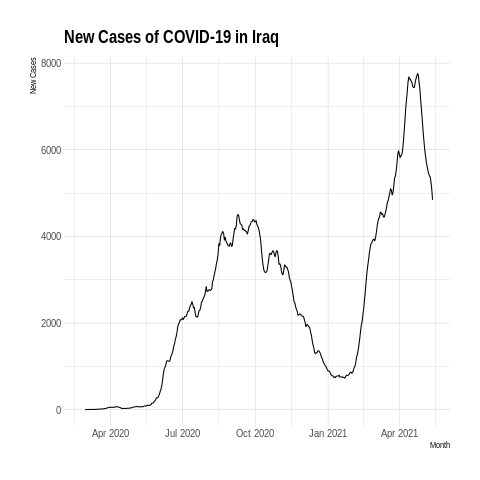 New Cases of COVID-19 in Iraq
New Cases
8000
6000
4000
2000
0
Apr 2020 Jul 2020 Oct 2020 Jan 2021 Apr 2021
Month